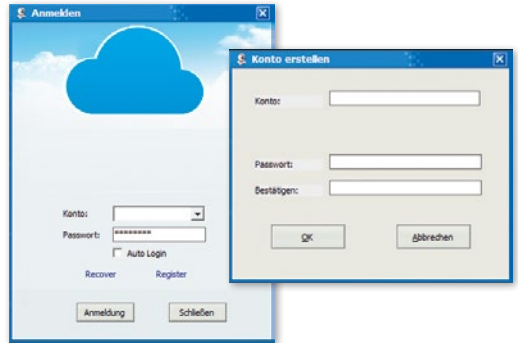 Anmelden
Konto:
Passwort: ********
Auto Login
Recover Register
Anmeldung Schließen
Konto erstellen
Konto:
Passwort:
Bestätigen:
OK Abbrechen